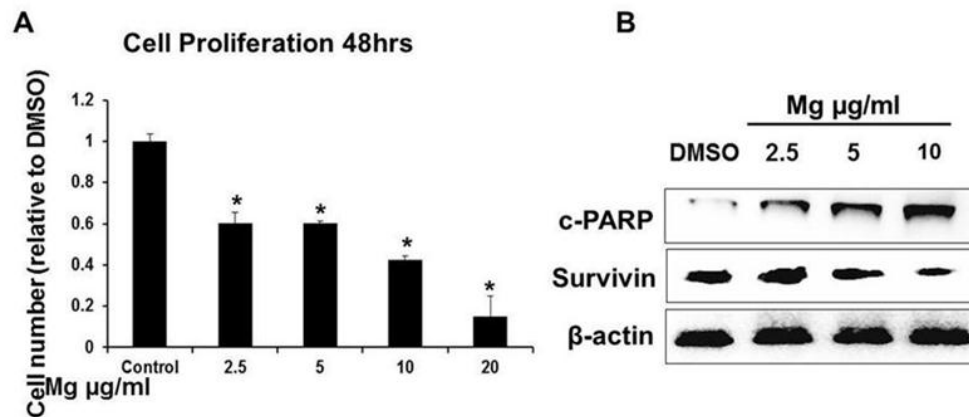 A
Cell Proliferation 48hrs
Cell number (relative to DMSO)
1.2
1
0.8
0.6
0.4
0.2
0
*
*
*
*
Control 2.5 5 10 20
Mg µg/ml
B
Mg µg/ml
DMSO 2.5 5 10
c-PARP
Survivin
β-actin